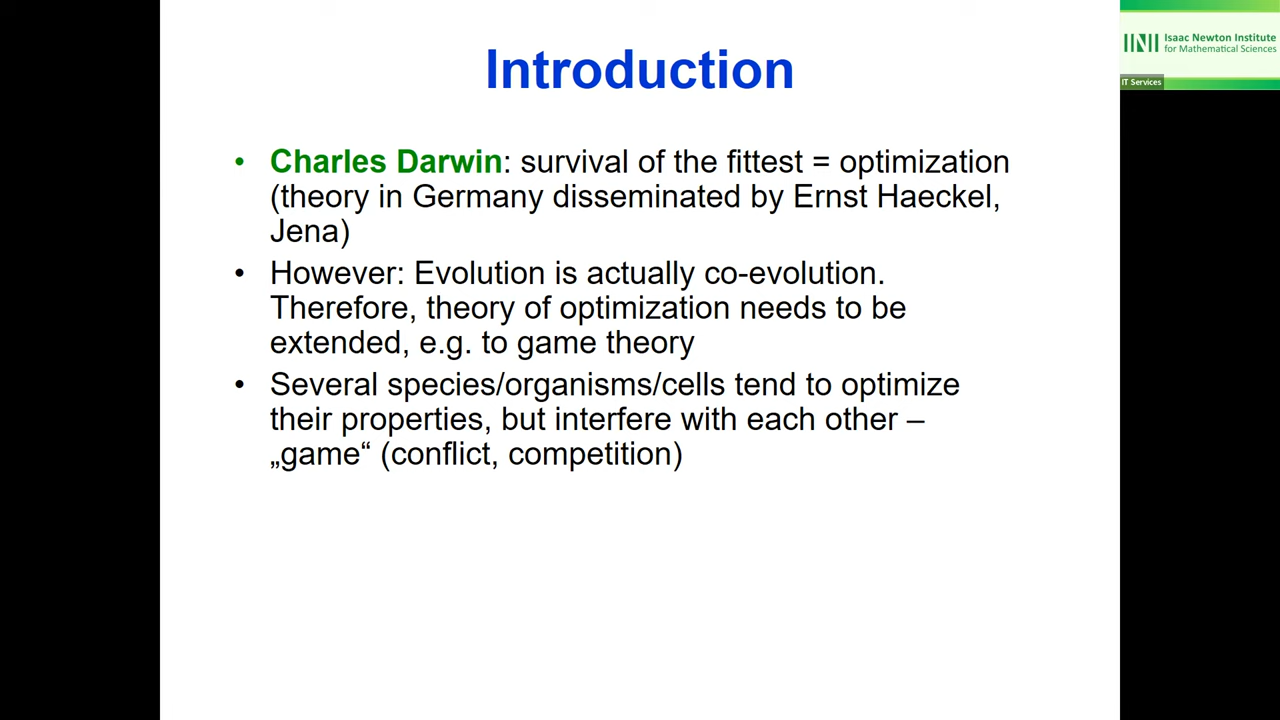 Introduction
• Charles Darwin: survival of the fittest = optimization
(theory in Germany disseminated by Ernst Haeckel,
Jena)
• However: Evolution is actually co-evolution.
Therefore, theory of optimization needs to be
extended, e.g. to game theory
• Several species/organisms/cells tend to optimize
their properties, but interfere with each other –
„game“ (conflict, competition)
Isaac Newton Institute
for Mathematical Sciences
IT Services